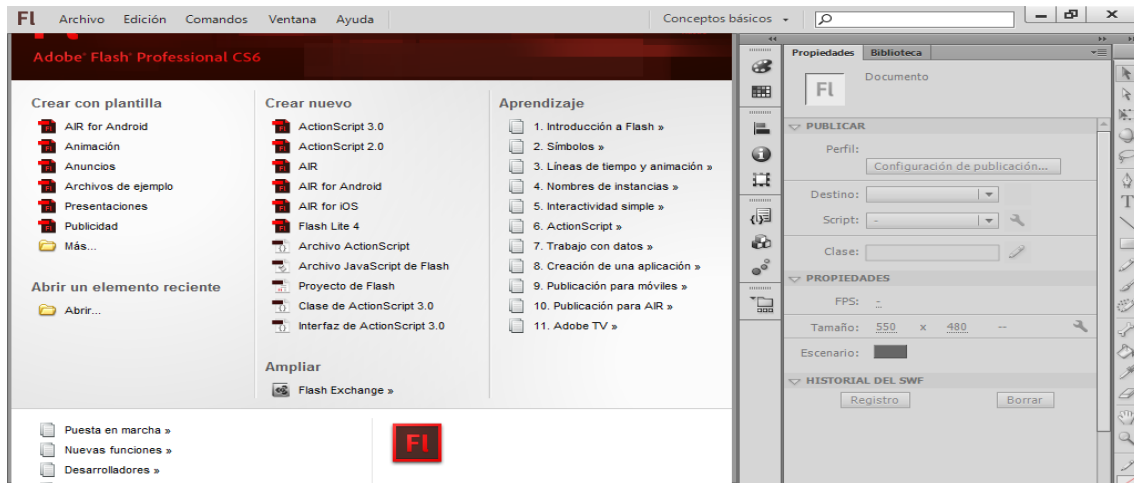 Fl Archivo Edición Comandos Ventana Ayuda Conceptos básicos
Adobe® Flash® Professional CS6
Crear con plantilla
AIR for Android
Animación
Anuncios
Archivos de ejemplo
Presentaciones
Publicidad
Más...
Abrir un elemento reciente
Abrir...
Crear nuevo
ActionScript 3.0
ActionScript 2.0
AIR
AIR for Android
AIR for iOS
Flash Lite 4
Archivo ActionScript
Archivo JavaScript de Flash
Proyecto de Flash
Clase de ActionScript 3.0
Interfaz de ActionScript 3.0
Ampliar
Flash Exchange »
Aprendizaje
1. Introducción a Flash »
2. Símbolos »
3. Líneas de tiempo y animación »
4. Nombres de instancias »
5. Interactividad simple »
6. ActionScript »
7. Trabajo con datos »
8. Creación de una aplicación »
9. Publicación para móviles »
10. Publicación para AIR »
11. Adobe TV »
Puesta en marcha »
Nuevas funciones »
Desarrolladores »
Fl
Propiedades Biblioteca
Fl Documento
PUBLICAR
Perfil:
Configuración de publicación...
Destino:
Script: -
Clase:
PROPIEDADES
FPS: -
Tamaño: 550 x 480 --
Escenario:
HISTORIAL DEL SWF
Registro Borrar